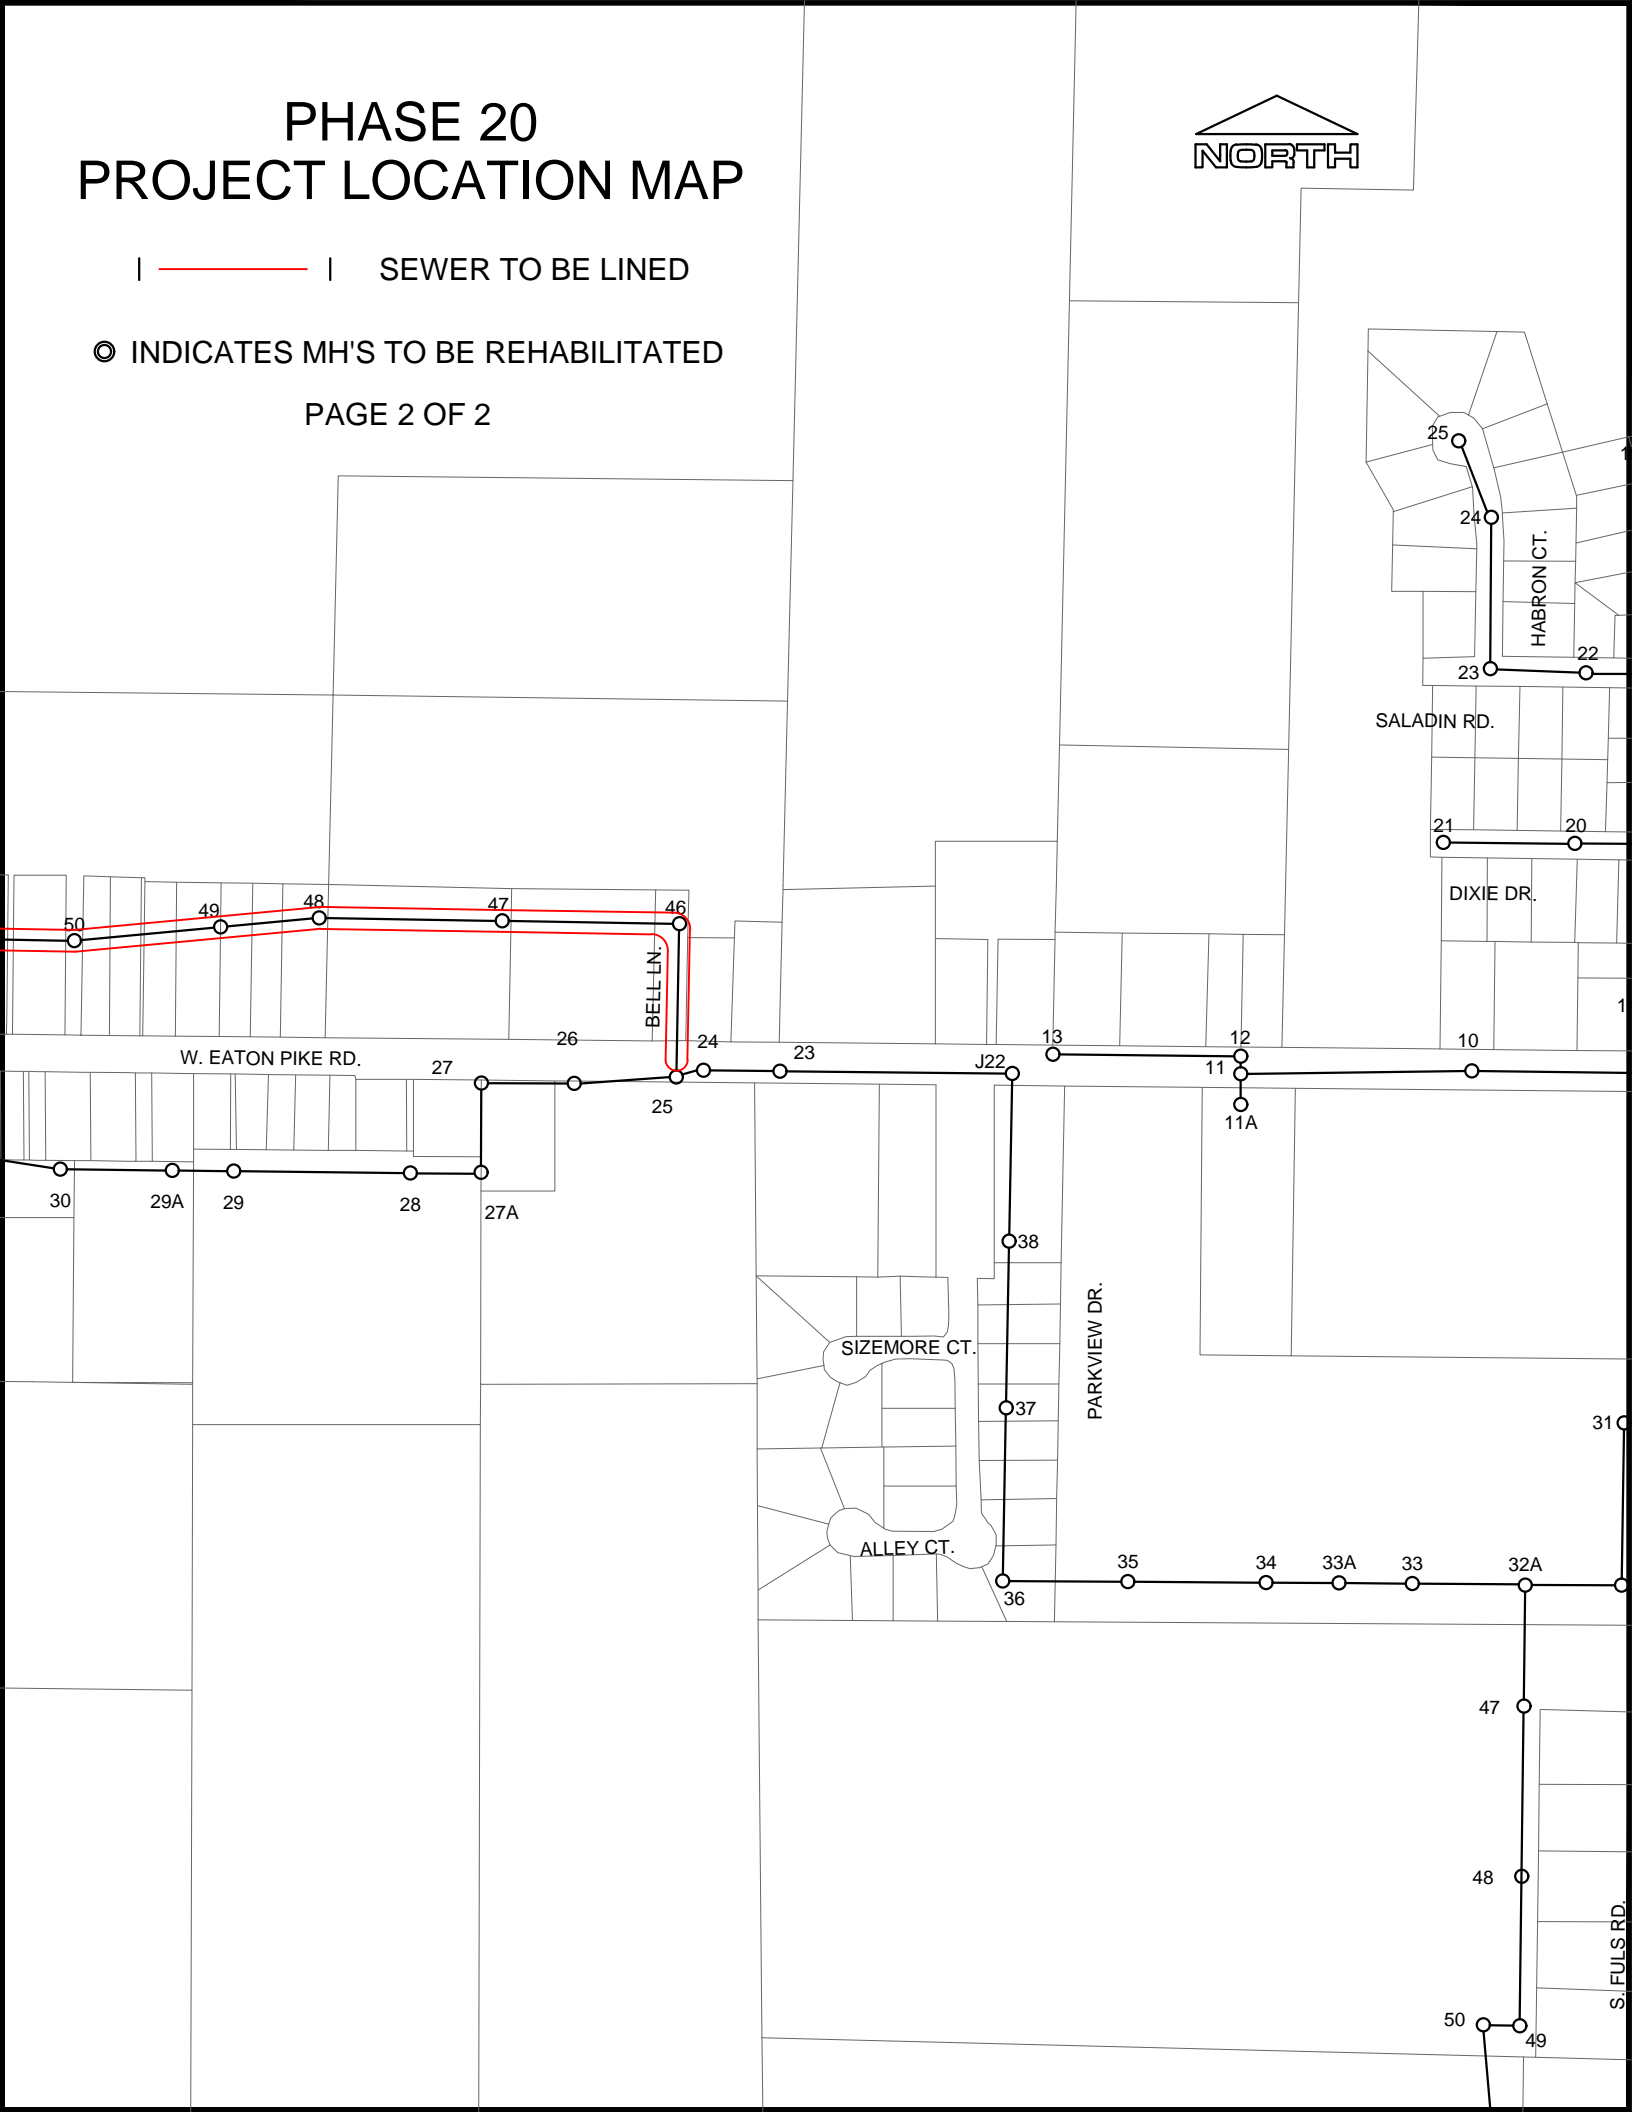 PHASE 20
PROJECT LOCATION MAP
NORTH
SEWER TO BE LINED
INDICATES MH'S TO BE REHABILITATED
PAGE 2 OF 2
25
24
HABRON CT.
23
22
SALADIN RD.
21
20
DIXIE DR.
50
49
48
47
46
BELL LN.
W. EATON PIKE RD.
27
26
25
24
23
J22
13
12
11
11A
10
30
29A
29
28
27A
38
SIZEMORE CT.
PARKVIEW DR.
37
31
ALLEY CT.
36
35
34
33A
33
32A
47
48
S. FULS RD.
50
49